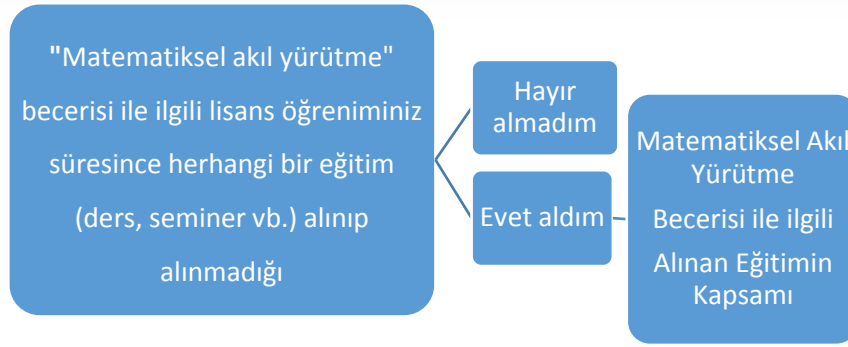 "Matematiksel akıl yürütme"
becerisi ile ilgili lisans öğreniminiz
süresince herhangi bir eğitim
(ders, seminer vb.) alınıp
alınmadığı
Hayır
almadım
Evet aldım
Matematiksel Akıl
Yürütme
Becerisi ile ilgili
Alınan Eğitimin
Kapsamı